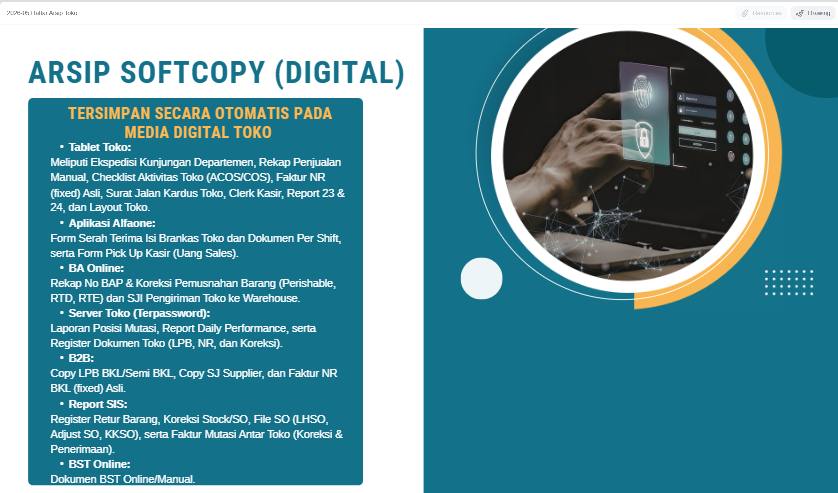 2026-05 Daftar Arsip Toko
Resources
Drawing
ARSIP SOFTCOPY (DIGITAL)
TERSIMPAN SECARA OTOMATIS PADA
MEDIA DIGITAL TOKO
• Tablet Toko:
Meliputi Ekspedisi Kunjungan Departemen, Rekap Penjualan
Manual, Checklist Aktivitas Toko (ACOS/COS), Faktur NR
(fixed) Asli, Surat Jalan Kardus Toko, Clerk Kasir, Report 23 &
24, dan Layout Toko.
• Aplikasi Alfaone:
Form Serah Terima Isi Brankas Toko dan Dokumen Per Shift,
serta Form Pick Up Kasir (Uang Sales).
• BA Online:
Rekap No BAP & Koreksi Pemusnahan Barang (Perishable,
RTD, RTE) dan SJI Pengiriman Toko ke Warehouse.
• Server Toko (Terpassword):
Laporan Posisi Mutasi, Report Daily Performance, serta
Register Dokumen Toko (LPB, NR, dan Koreksi).
• B2B:
Copy LPB BKL/Semi BKL, Copy SJ Supplier, dan Faktur NR
BKL (fixed) Asli.
• Report SIS:
Register Retur Barang, Koreksi Stock/SO, File SO (LHSO,
Adjust SO, KKSO), serta Faktur Mutasi Antar Toko (Koreksi &
Penerimaan).
• BST Online:
Dokumen BST Online/Manual.